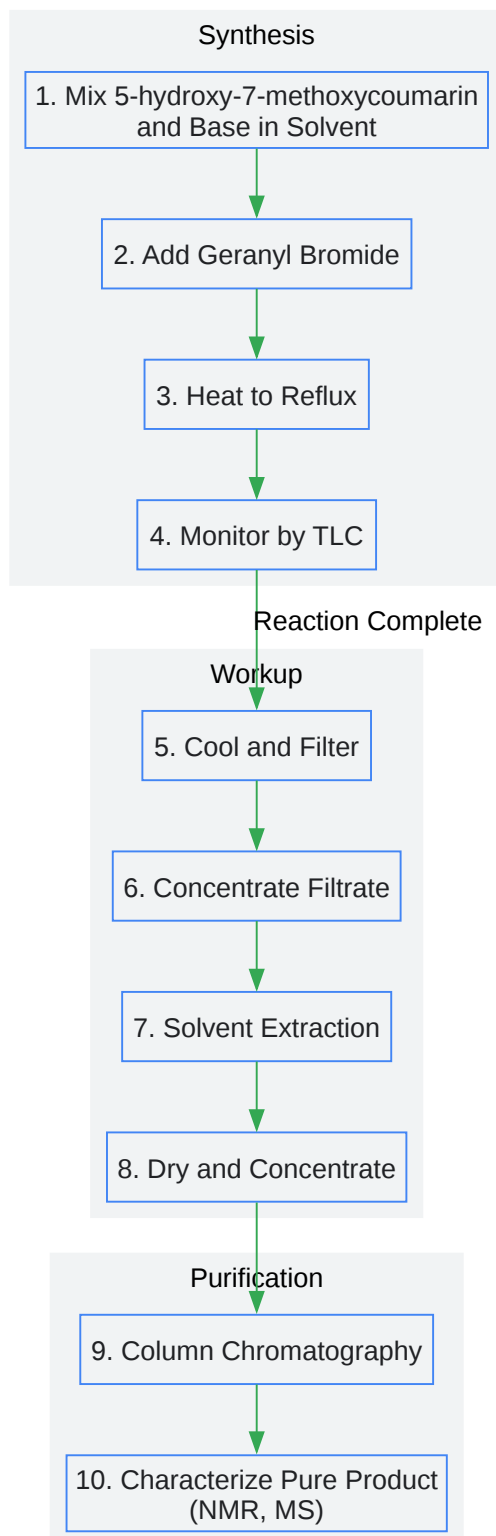 Synthesis
1. Mix 5-hydroxy-7-methoxycoumarin
and Base in Solvent
2. Add Geranyl Bromide
3. Heat to Reflux
4. Monitor by TLC
Reaction Complete
Workup
5. Cool and Filter
6. Concentrate Filtrate
7. Solvent Extraction
8. Dry and Concentrate
Purification
9. Column Chromatography
10. Characterize Pure Product
(NMR, MS)